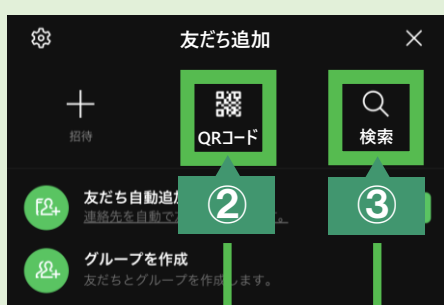 友だち追加
招待
QRコード
検索
②
③
友だち自動追
連絡先を自動で
す。
グループを作成
友だちとグループを作成します。